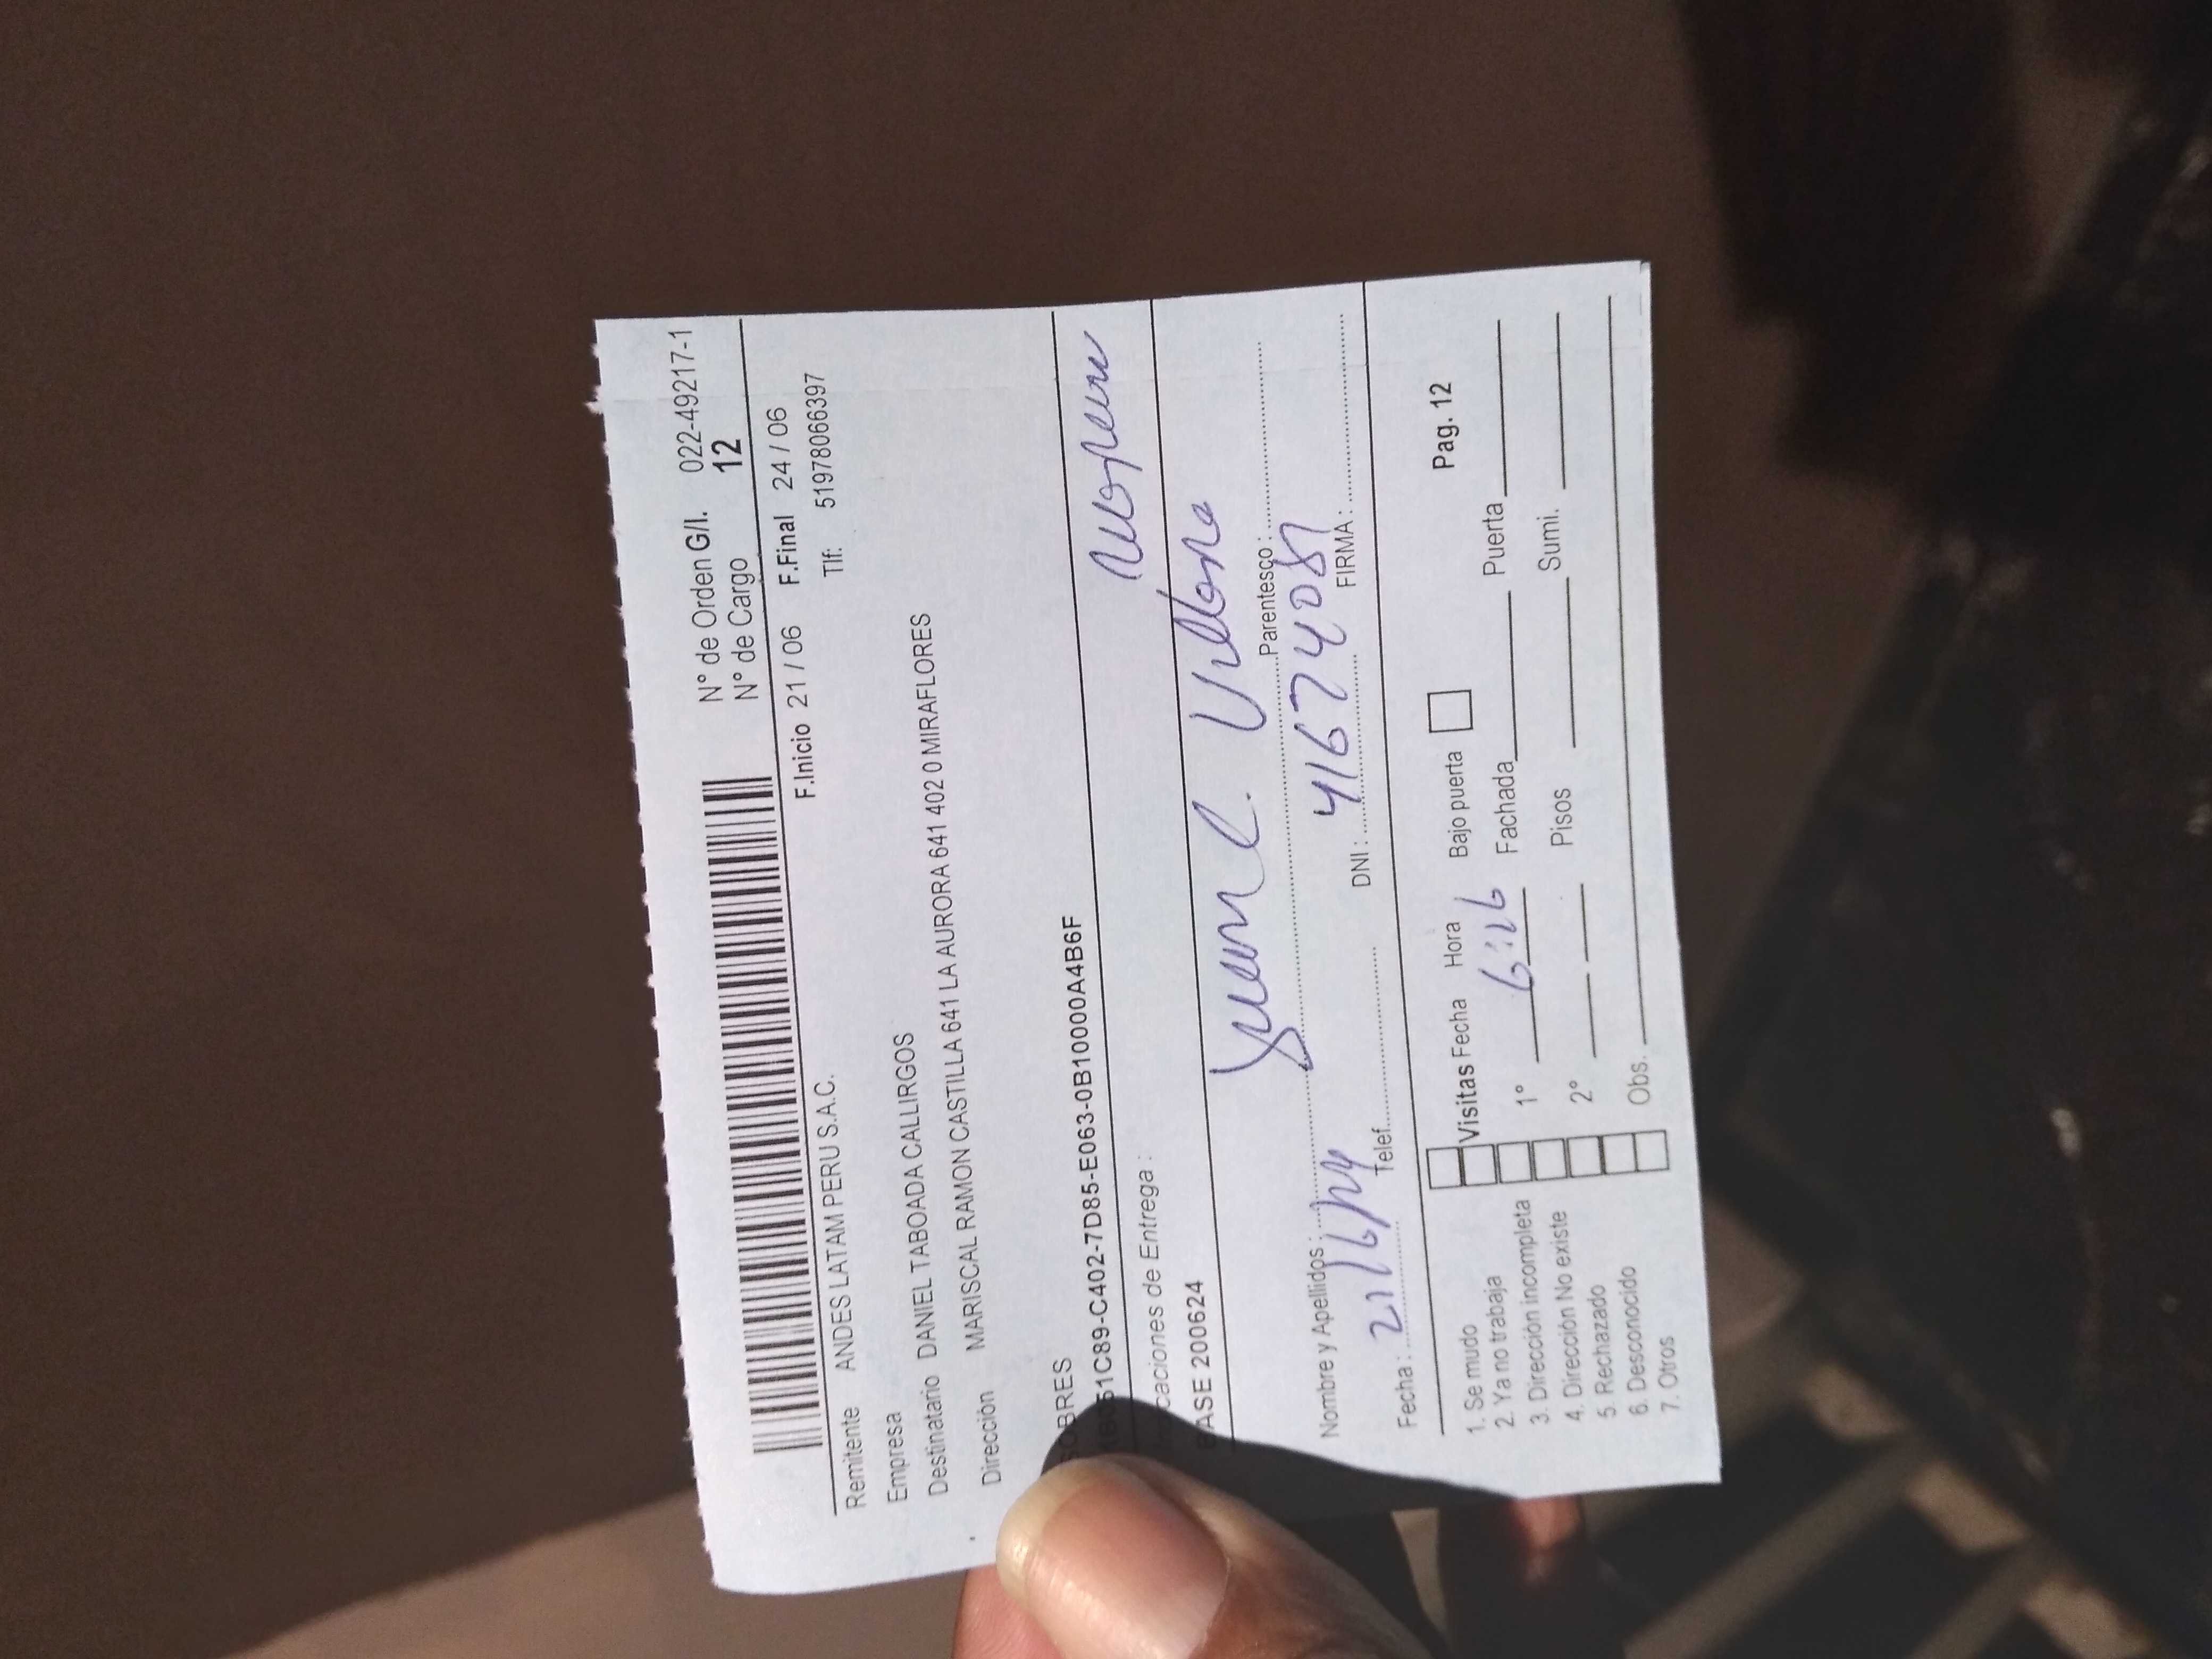 N° de Orden G/I. 022-49217-1
N° de Cargo 12
F.Inicio 21 / 06 F.Final 24 / 06
Remitente ANDES LATAM PERU S.A.C. Tlf: 51978066397
Empresa
Destinatario DANIEL TABOADA CALLIRGOS
Dirección MARISCAL RAMON CASTILLA 641 LA AURORA 641 402 0 MIRAFLORES
51C89-C402-7D85-E063-0B10000A4B6F
caciones de Entrega :
ASE 200624
Nombre y Apellidos : Parentesco :
Fecha : 21/6/24 Telef. DNI : 41674081 FIRMA :
1. Se mudo
2. Ya no trabaja
3. Dirección incompleta
4. Dirección No existe
5. Rechazado
6. Desconocido
7. Otros
Visitas Fecha Hora Bajo puerta Pag. 12
1° 6:26 Fachada Puerta
2° Pisos Sumi.
Obs.